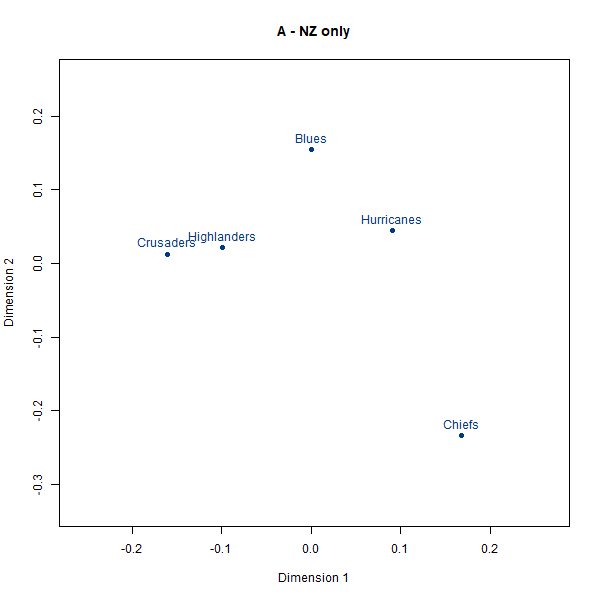 A - NZ only
Dimension 2
0.2
0.1
0.0
-0.1
-0.2
-0.3
Blues
Hurricanes
Highlanders
Crusaders
Chiefs
-0.2 -0.1 0.0 0.1 0.2
Dimension 1